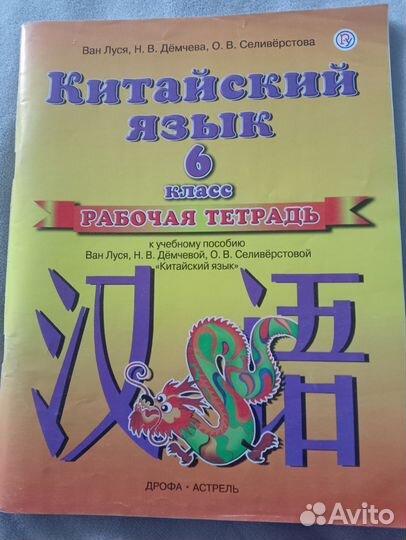 Ван Луся, Н. В. Дёмчева, О. В. Селивёрстова
Китайский
язык
6
класс
РАБОЧАЯ ТЕТРАДЬ
к учебному пособию
Ван Луся, Н. В. Дёмчевой, О. В. Селивёрстовой
«Китайский язык»
汉语
ДРОФА • АСТРЕЛЬ
Avito